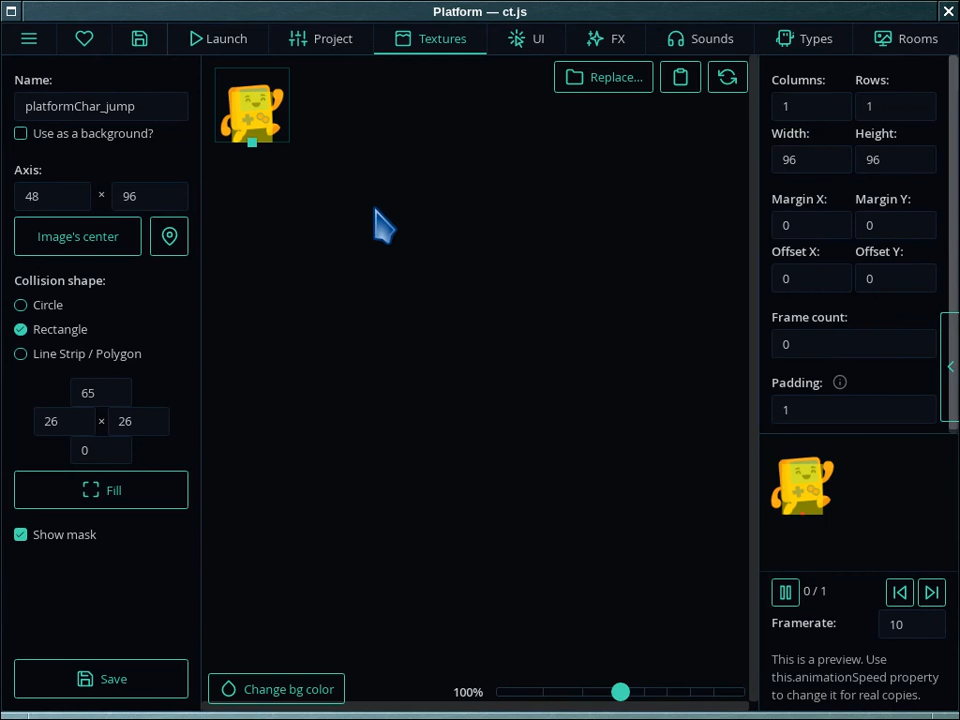 Platform — ct.js
Launch
Project
Textures
UI
FX
Sounds
Types
Rooms
Name:
platformChar_jump
Use as a background?
Axis:
48 × 96
Image's center
Collision shape:
Circle
Rectangle
Line Strip / Polygon
65
26 × 26
0
Fill
Show mask
Save
Replace...
Change bg color
100%
Columns: Rows:
1 1
Width: Height:
96 96
Margin X: Margin Y:
0 0
Offset X: Offset Y:
0 0
Frame count:
0
Padding:
1
0 / 1
Framerate: 10
This is a preview. Use
this.animationSpeed property
to change it for real copies.